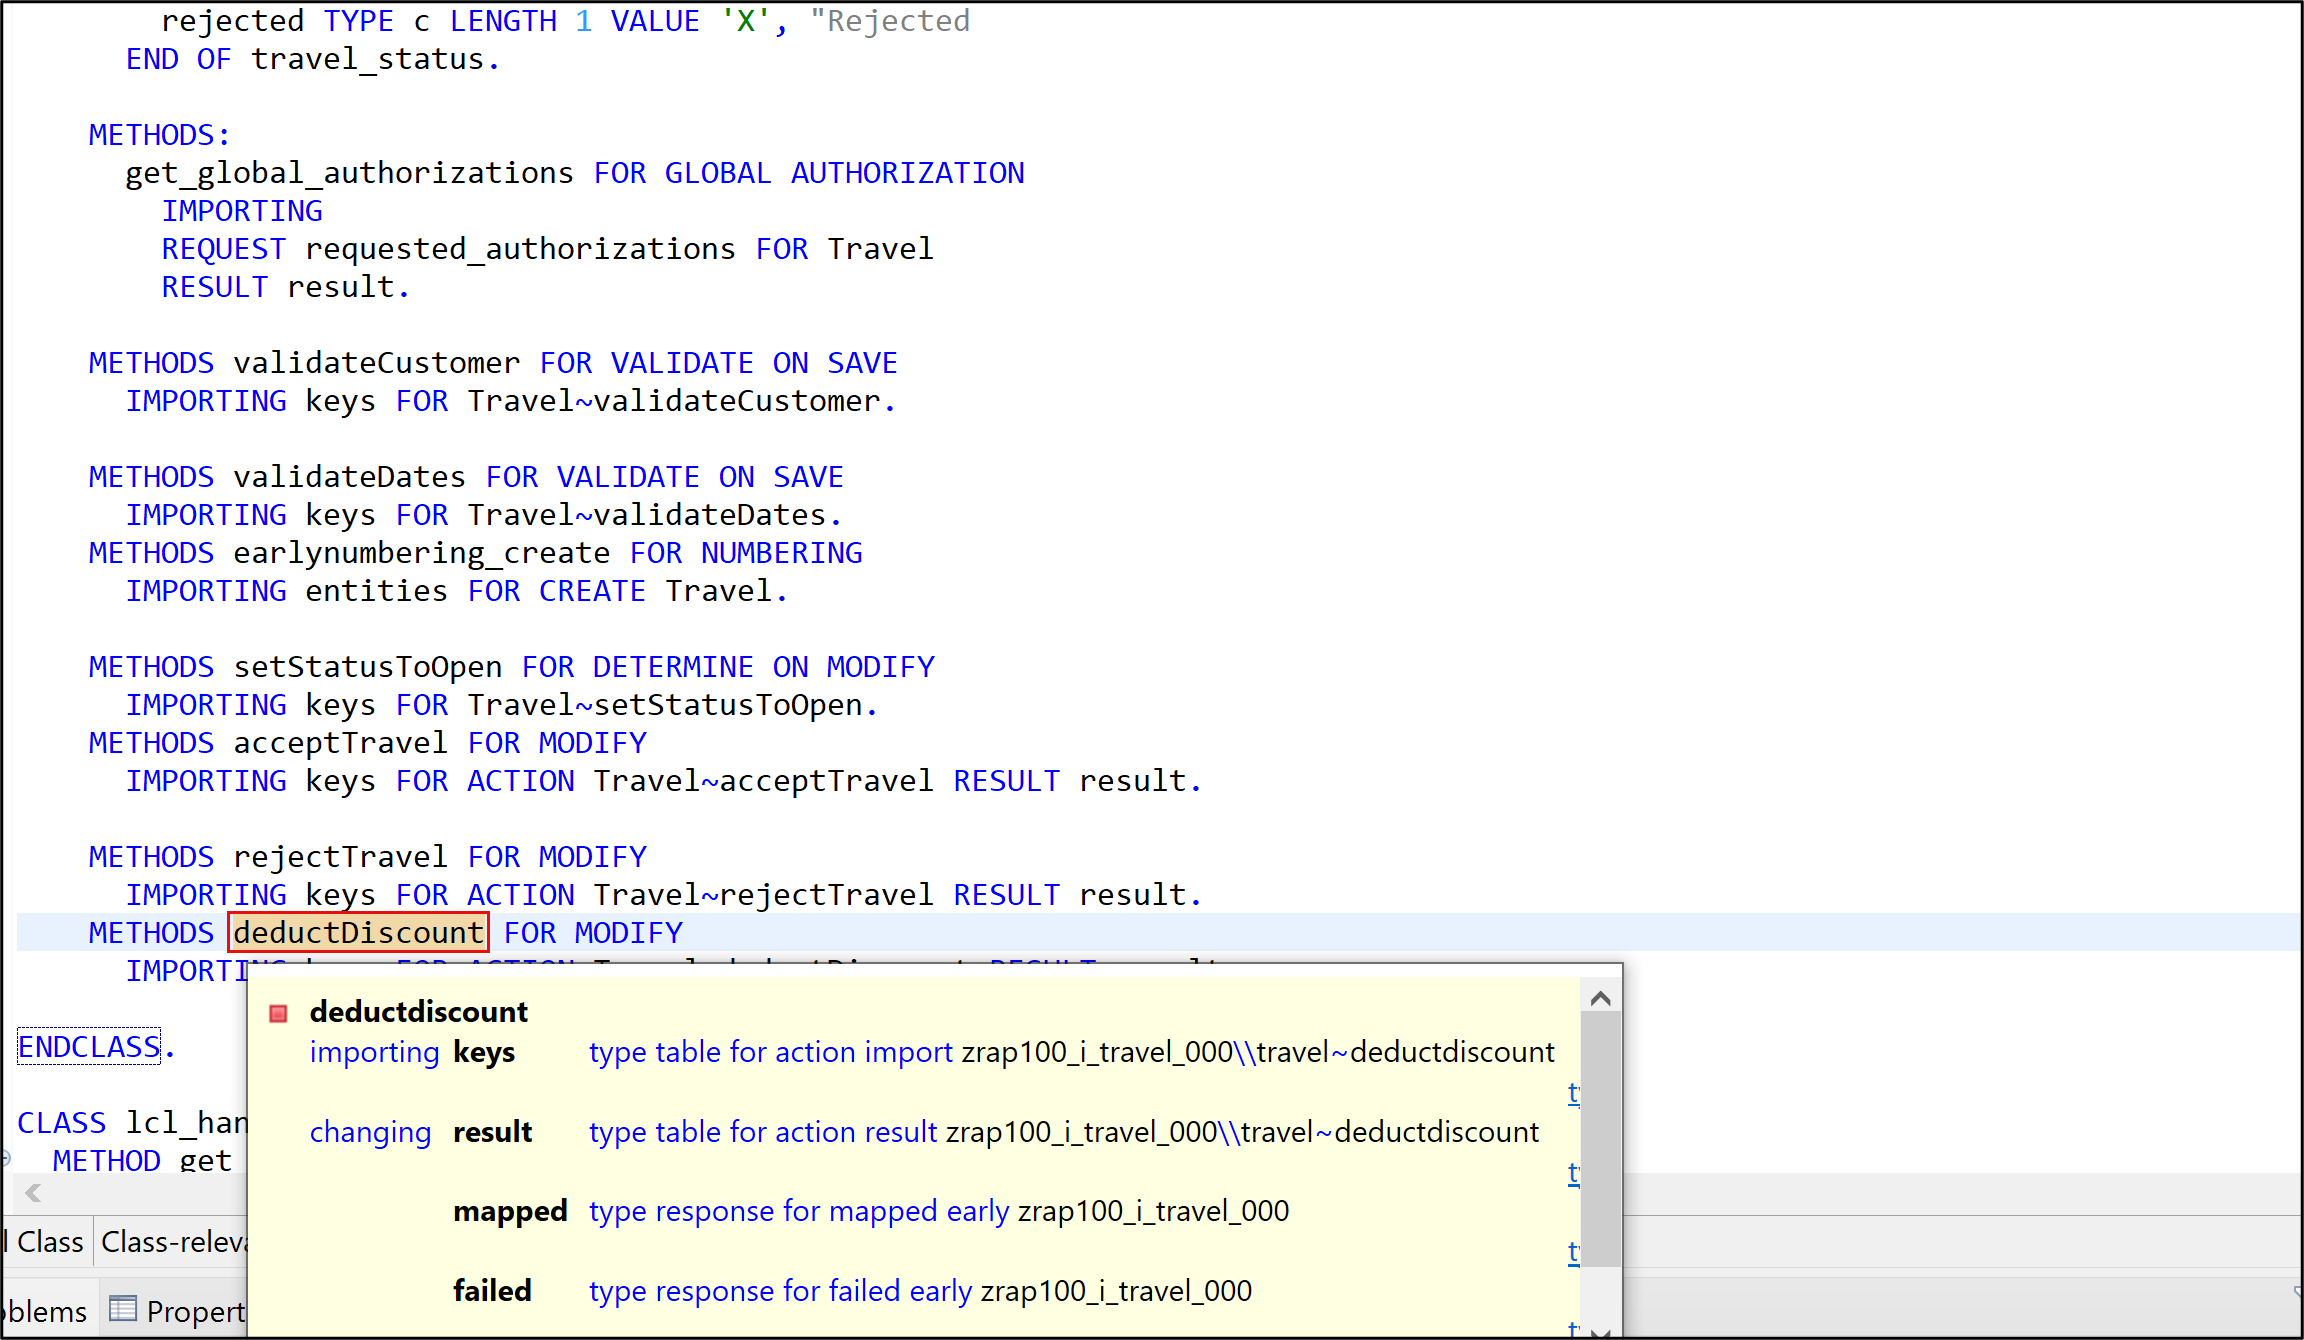 rejected TYPE c LENGTH 1 VALUE 'X', "Rejected
END OF travel_status.
METHODS:
get_global_authorizations FOR GLOBAL AUTHORIZATION
IMPORTING
REQUEST requested_authorizations FOR Travel
RESULT result.
METHODS validateCustomer FOR VALIDATE ON SAVE
IMPORTING keys FOR Travel~validateCustomer.
METHODS validateDates FOR VALIDATE ON SAVE
IMPORTING keys FOR Travel~validateDates.
METHODS earlynumbering_create FOR NUMBERING
IMPORTING entities FOR CREATE Travel.
METHODS setStatusToOpen FOR DETERMINE ON MODIFY
IMPORTING keys FOR Travel~setStatusToOpen.
METHODS acceptTravel FOR MODIFY
IMPORTING keys FOR ACTION Travel~acceptTravel RESULT result.
METHODS rejectTravel FOR MODIFY
IMPORTING keys FOR ACTION Travel~rejectTravel RESULT result.
METHODS deductDiscount FOR MODIFY
IMPORTI
deductdiscount
importing keys type table for action import zrap100_i_travel_000\\travel~deductdiscount
ty
changing result type table for action result zrap100_i_travel_000\\travel~deductdiscount
ty
mapped type response for mapped early zrap100_i_travel_000
ty
failed type response for failed early zrap100_i_travel_000
ty
ENDCLASS.
CLASS lcl_han
METHOD get
l Class Class-releva
blems Propert